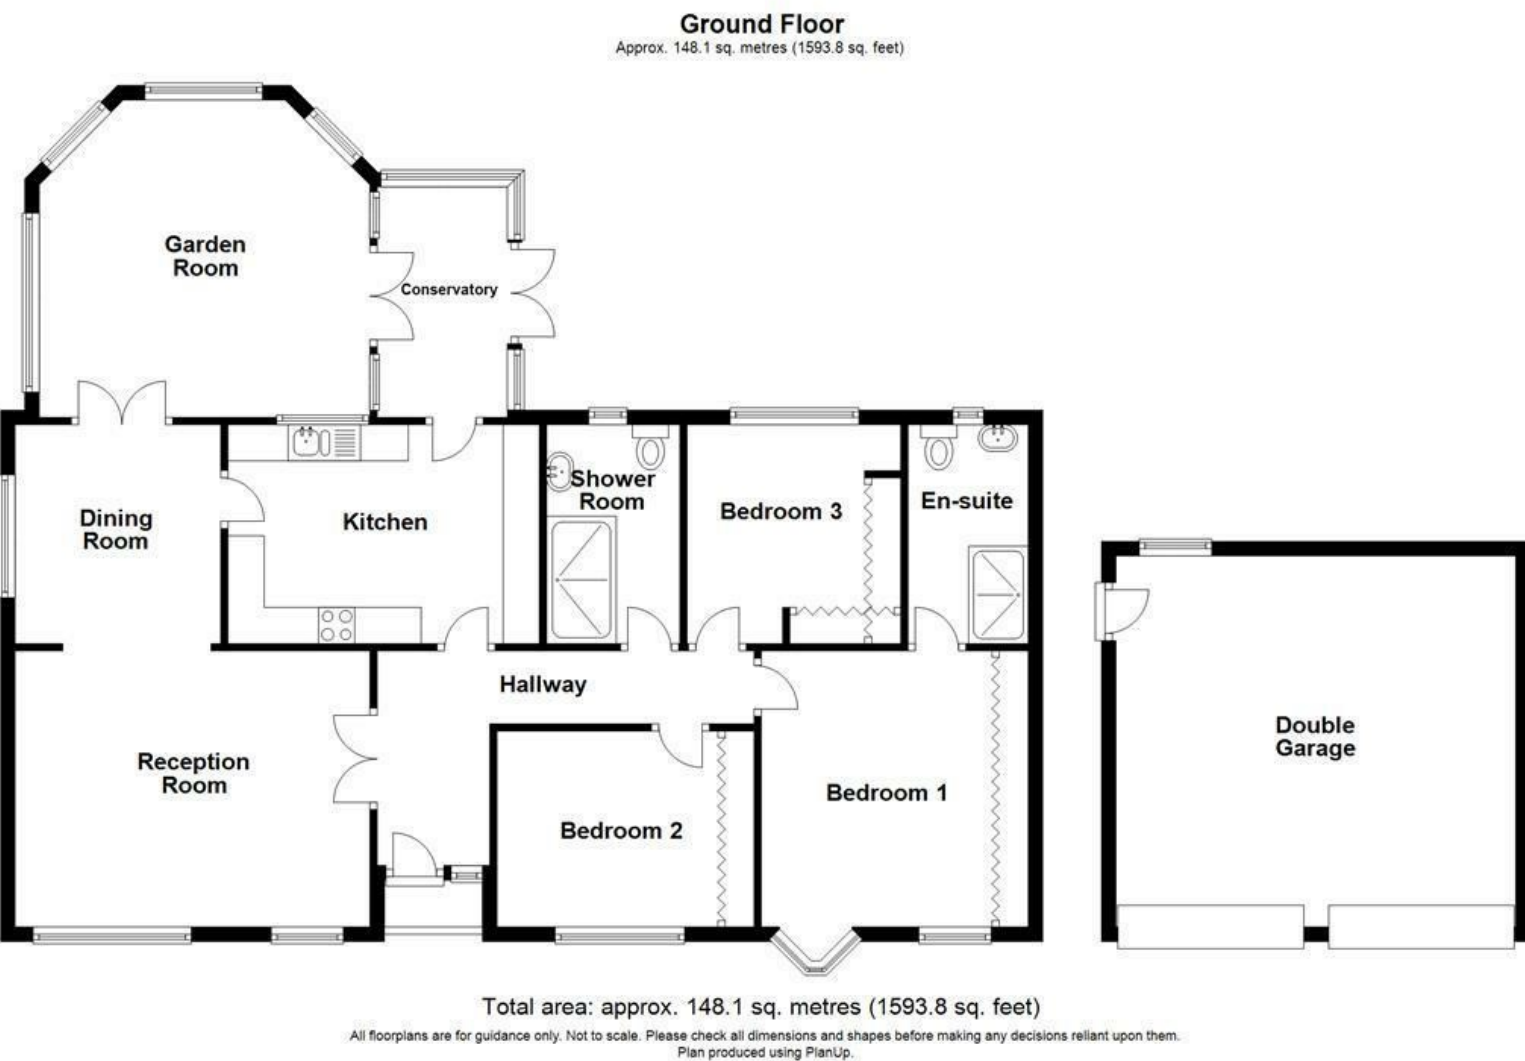 Ground Floor
Approx. 148.1 sq. metres (1593.8 sq. feet)
Garden
Room
Conservatory
Dining
Room
Kitchen
Shower
Room
Bedroom 3
En-suite
Hallway
Reception
Room
Bedroom 2
Bedroom 1
Double
Garage
Total area: approx. 148.1 sq. metres (1593.8 sq. feet)
All floorplans are for guidance only. Not to scale. Please check all dimensions and shapes before making any decisions reliant upon them.
Plan produced using PlanUp.